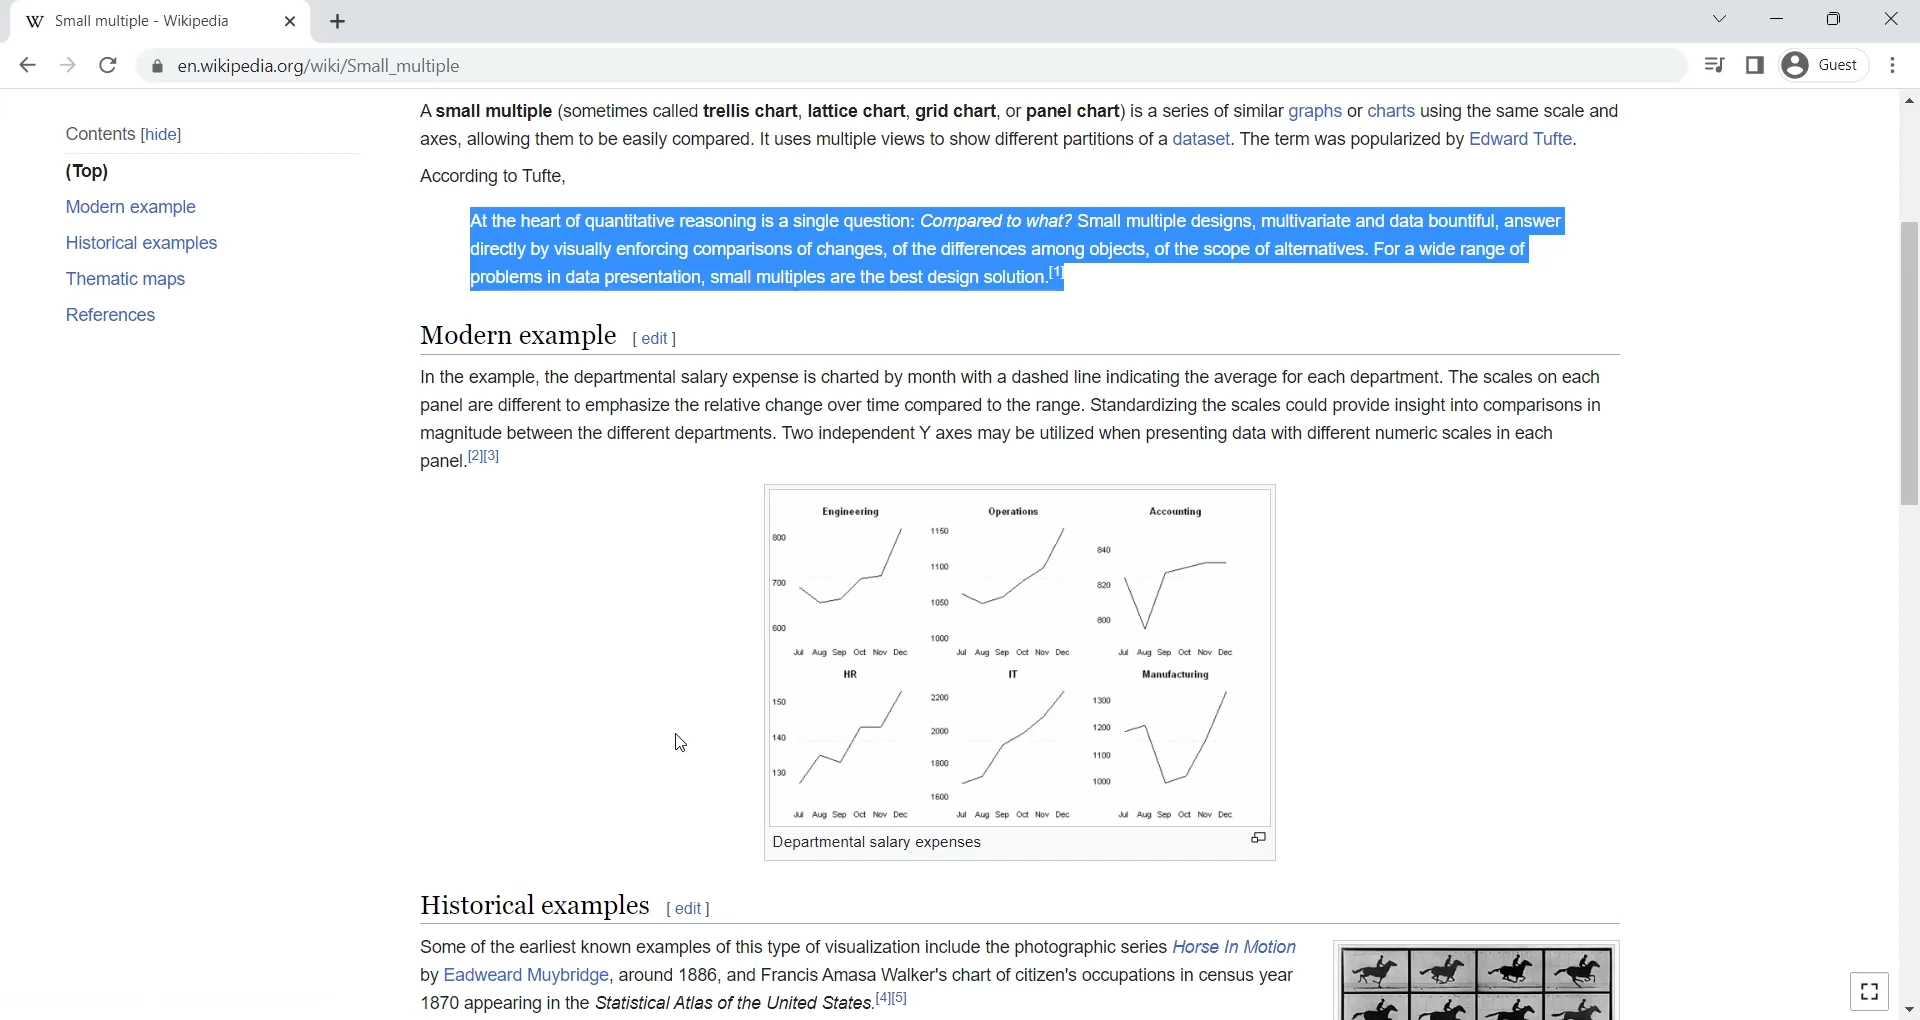 Small multiple - Wikipedia
en.wikipedia.org/wiki/Small_multiple
Guest
Contents [hide]
(Top)
Modern example
Historical examples
Thematic maps
References
A small multiple (sometimes called trellis chart, lattice chart, grid chart, or panel chart) is a series of similar graphs or charts using the same scale and
axes, allowing them to be easily compared. It uses multiple views to show different partitions of a dataset. The term was popularized by Edward Tufte.
According to Tufte,
At the heart of quantitative reasoning is a single question: Compared to what? Small multiple designs, multivariate and data bountiful, answer
directly by visually enforcing comparisons of changes, of the differences among objects, of the scope of alternatives. For a wide range of
problems in data presentation, small multiples are the best design solution.[1]
Modern example [ edit ]
In the example, the departmental salary expense is charted by month with a dashed line indicating the average for each department. The scales on each
panel are different to emphasize the relative change over time compared to the range. Standardizing the scales could provide insight into comparisons in
magnitude between the different departments. Two independent Y axes may be utilized when presenting data with different numeric scales in each
panel.[2][3]
Engineering Operations Accounting
800 1150 840
700 1100 820
600 1050 800
1000
Jul Aug Sep Oct Nov Dec Jul Aug Sep Oct Nov Dec Jul Aug Sep Oct Nov Dec
HR IT Manufacturing
150 2200 1300
140 2000 1200
130 1800 1100
1600 1000
Jul Aug Sep Oct Nov Dec Jul Aug Sep Oct Nov Dec Jul Aug Sep Oct Nov Dec
Departmental salary expenses
Historical examples [ edit ]
Some of the earliest known examples of this type of visualization include the photographic series Horse In Motion
by Eadweard Muybridge, around 1886, and Francis Amasa Walker's chart of citizen's occupations in census year
1870 appearing in the Statistical Atlas of the United States.[4][5]